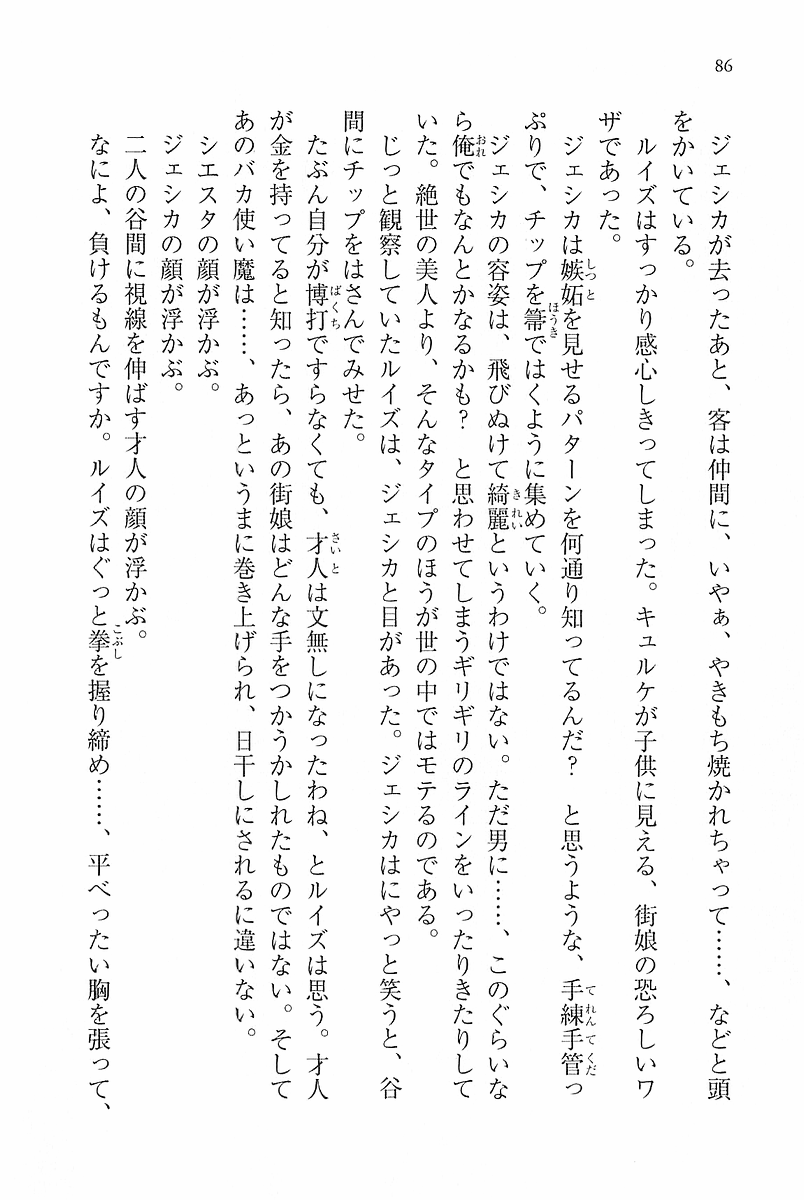 86
ジェシカが去ったあと、客は仲間に、いやぁ、やきもち焼かれちゃって……、などと頭
をかいている。
ルイズはすっかり感心しきってしまった。キュルケが子供に見える、街娘の恐ろしいワ
ザであった。
ジェシカは嫉妬を見せるパターンを何通り知ってるんだ？　と思うような、手練手管っ
ぷりで、チップを箒ではくように集めていく。
ジェシカの容姿は、飛びぬけて綺麗というわけではない。ただ男に……、このぐらいな
ら俺でもなんとかなるかも？　と思わせてしまうギリギリのラインをいったりきたりして
いた。絶世の美人より、そんなタイプのほうが世の中ではモテるのである。
じっと観察していたルイズは、ジェシカと目があった。ジェシカはにやっと笑うと、谷
間にチップをはさんでみせた。
たぶん自分が博打ですらなくても、才人は文無しになったわね、とルイズは思う。才人
が金を持ってると知ったら、あの街娘はどんな手をつかうかしれたものではない。そして
あのバカ使い魔は……、あっというまに巻き上げられ、日干しにされるに違いない。
シエスタの顔が浮かぶ。
ジェシカの顔が浮かぶ。
二人の谷間に視線を伸ばす才人の顔が浮かぶ。
なによ、負けるもんですか。ルイズはぐっと拳を握り締め……、平べったい胸を張って、